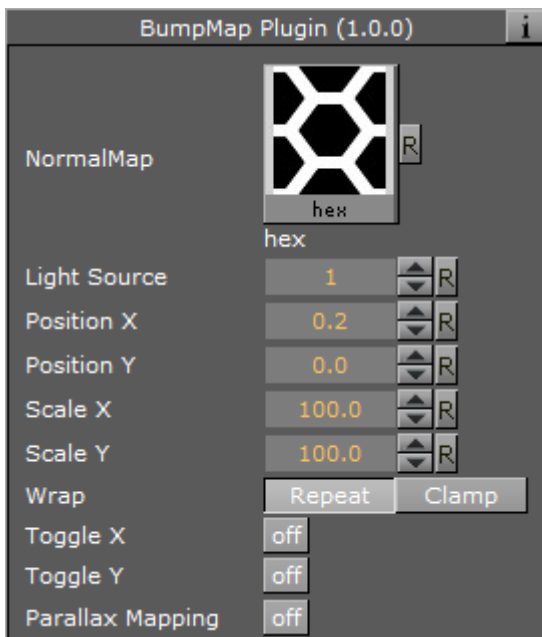 BumpMap Plugin (1.0.0) i
NormalMap R
hex
hex
Light Source 1 R
Position X 0.2 R
Position Y 0.0 R
Scale X 100.0 R
Scale Y 100.0 R
Wrap Repeat Clamp
Toggle X off
Toggle Y off
Parallax Mapping off